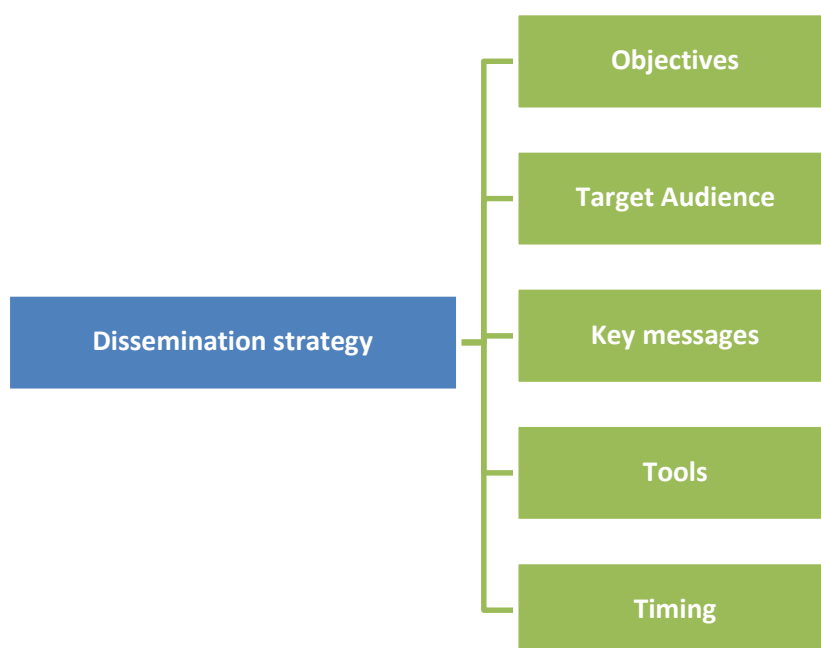 Objectives
Target Audience
Dissemination strategy
Key messages
Tools
Timing